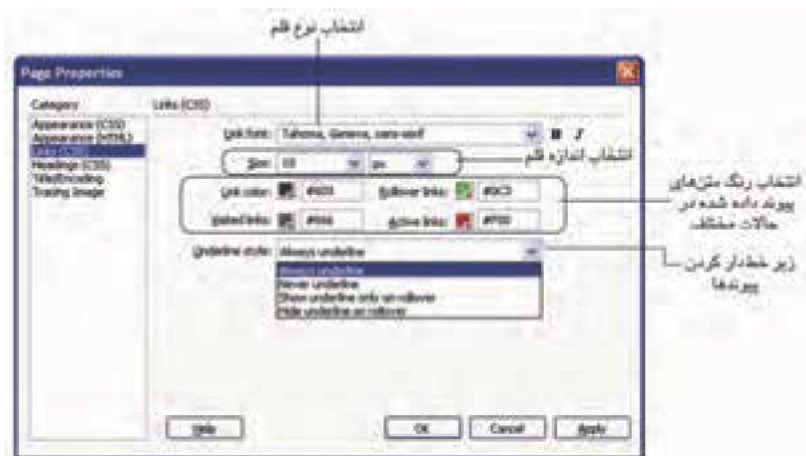 انتخاب نوع قلم
Page Properties
Category
Links (CSS)
Appearance (CSS)
Appearance (HTML)
Links (CSS)
Headings (CSS)
Title/Encoding
Tracing Image
Link font: Tahoma, Geneva, sans-serif B I
Size: px
انتخاب اندازه قلم
Link color: Rollover links:
Visited links: Active links: #F00
انتخاب رنگ متن‌های
پیوند داده شده در
حالات مختلف
Underline style: Always underline
Always underline
Never underline
Show underline only on rollover
Hide underline on rollover
زیر خط‌دار کردن
پیوندها
Help OK Cancel Apply